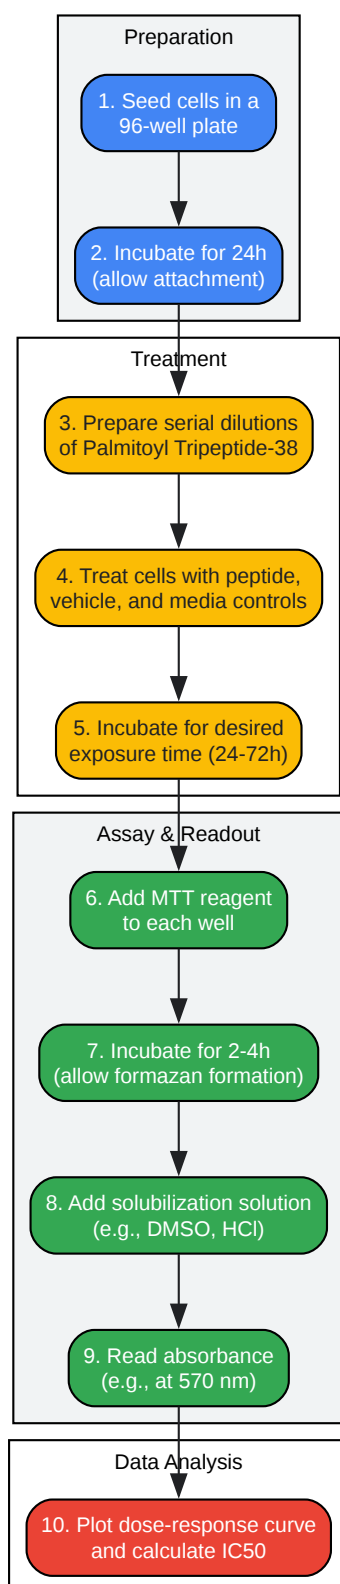 Preparation
1. Seed cells in a
96-well plate
2. Incubate for 24h
(allow attachment)
Treatment
3. Prepare serial dilutions
of Palmitoyl Tripeptide-38
4. Treat cells with peptide,
vehicle, and media controls
5. Incubate for desired
exposure time (24-72h)
Assay & Readout
6. Add MTT reagent
to each well
7. Incubate for 2-4h
(allow formazan formation)
8. Add solubilization solution
(e.g., DMSO, HCl)
9. Read absorbance
(e.g., at 570 nm)
Data Analysis
10. Plot dose-response curve
and calculate IC50